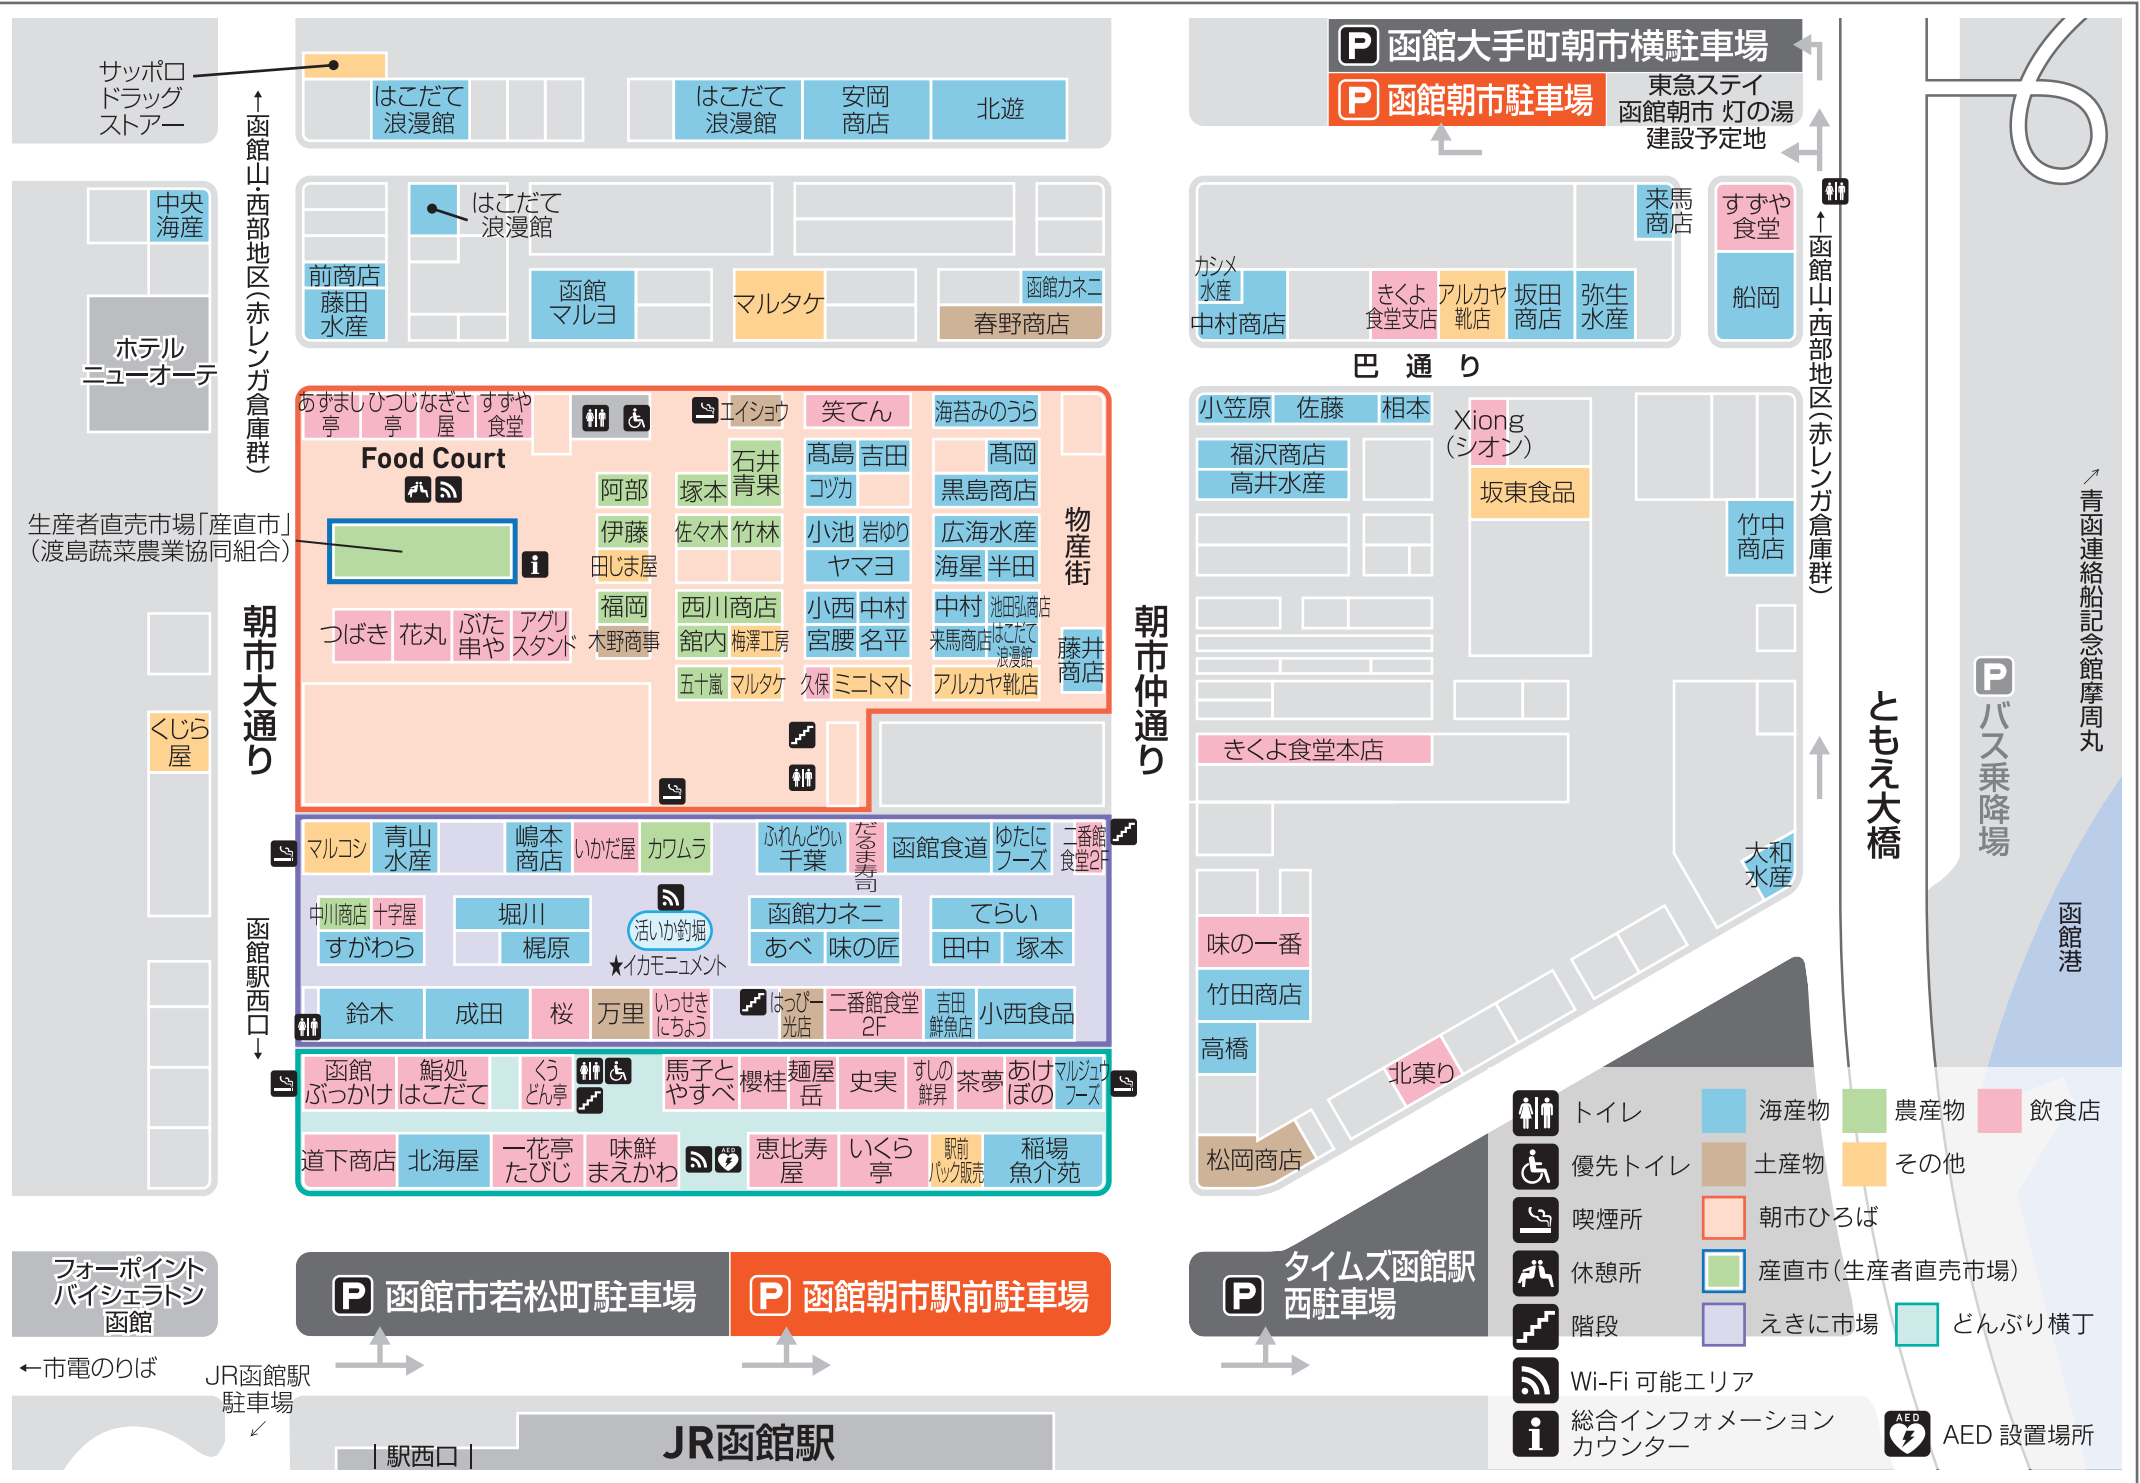 サッポロ
ドラッグ
ストアー
はこだて
浪漫館
はこだて
浪漫館
安岡
商店
北遊
P 函館大手町朝市横駐車場
P 函館朝市駐車場
東急ステイ
函館朝市 灯の湯
建設予定地
←函館山・西部地区(赤レンガ倉庫群)
中央
海産
はこだて
浪漫館
前商店
藤田
水産
函館
マルヨ
マルタケ
函館カネニ
春野商店
来馬
商店
すずや
食堂
船岡
カシメ
水産
中村商店
きくよ
食堂支店
アルカヤ
靴店
坂田
商店
弥生
水産
←函館山・西部地区(赤レンガ倉庫群)
ホテル
ニューオーテ
巴通り
あずまし
亭
ひつじ
亭
なぎさ
屋
すずや
食堂
Food Court
エイショウ
笑てん
海苔みのうら
石井
青果
髙島
吉田
髙岡
阿部
塚本
コヅカ
黒島商店
伊藤
佐々木
竹林
小池
岩ゆり
広海水産
田じま屋
ヤマヨ
海星
半田
福岡
西川商店
小西
中村
中村
池田弘商店
木野商事
舘内
梅澤工房
宮腰
名平
来馬商店
はこだて
浪漫館
藤井
商店
五十嵐
マルタケ
久保
ミニトマト
アルカヤ靴店
物産街
生産者直売市場「産直市」
(渡島蔬菜農業協同組合)
つばき
花丸
ぶた
串や
アグリ
スタンド
朝市大通り
朝市仲通り
くじら
屋
小笠原
佐藤
相本
福沢商店
高井水産
Xiong
(シオン)
坂東食品
竹中
商店
きくよ食堂本店
大和
水産
味の一番
竹田商店
高橋
北菓り
松岡商店
ともえ大橋
P バス乗降場
青函連絡船記念館摩周丸
函館港
マルコシ
青山
水産
嶋本
商店
いかだ屋
カワムラ
ふれんどりぃ
千葉
だるま寿司
函館食道
ゆたに
フーズ
二番館
食堂2F
中川商店
十字屋
すがわら
堀川
梶原
活いか釣堀
★イカモニュメント
函館カネニ
あべ
味の匠
てらい
田中
塚本
鈴木
成田
桜
万里
いっせき
にちょう
はっぴー
光店
二番館食堂
2F
吉田
鮮魚店
小西食品
函館駅西口→
函館
ぶっかけ
鮨処
はこだて
くう
どん亭
馬子と
やすべ
櫻桂
麺屋
岳
史実
すしの
鮮昇
茶夢
あけ
ぼの
マルジュウ
フーズ
道下商店
北海屋
一花亭
たびじ
味鮮
まえかわ
AED
恵比寿
屋
いくら
亭
駅前
パック販売
稲場
魚介苑
フォーポイント
バイシェラトン
函館
P 函館市若松町駐車場
P 函館朝市駅前駐車場
P タイムズ函館駅
西駐車場
←市電のりば
JR函館駅
駐車場
駅西口
JR函館駅
トイレ
優先トイレ
喫煙所
休憩所
階段
Wi-Fi 可能エリア
i 総合インフォメーション
カウンター
海産物
農産物
飲食店
土産物
その他
朝市ひろば
産直市(生産者直売市場)
えきに市場
どんぶり横丁
AED
AED 設置場所